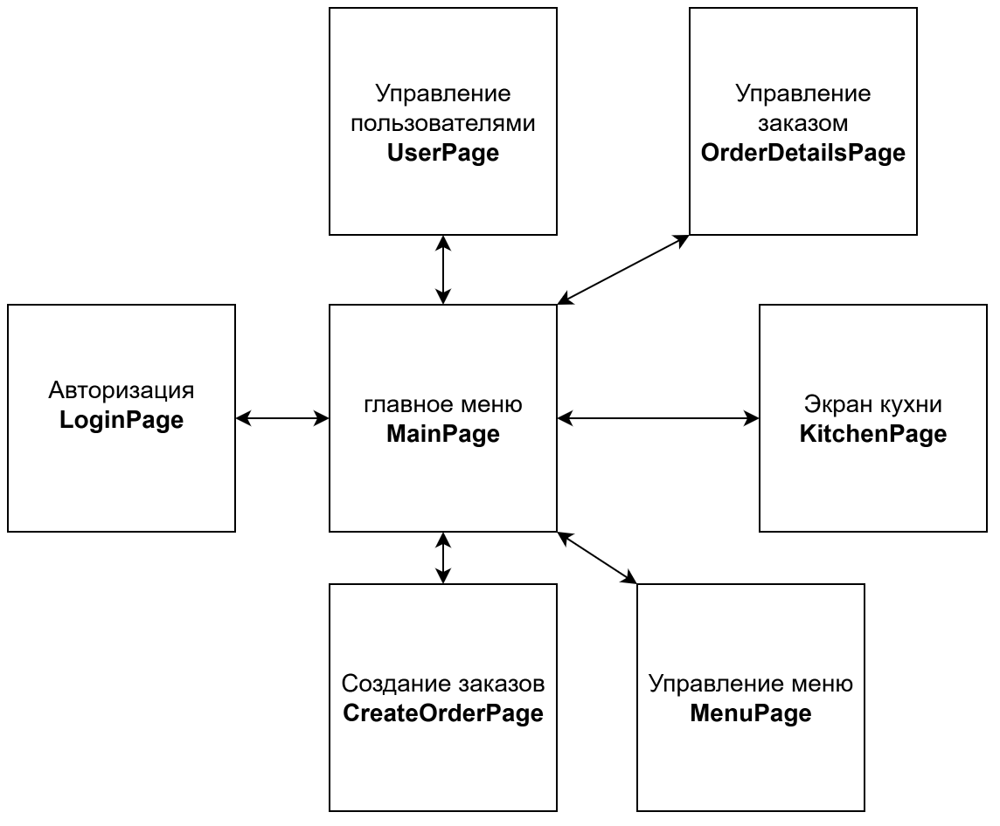 Управление
пользователями
UserPage
Управление
заказом
OrderDetailsPage
Авторизация
LoginPage
главное меню
MainPage
Экран кухни
KitchenPage
Создание заказов
CreateOrderPage
Управление меню
MenuPage